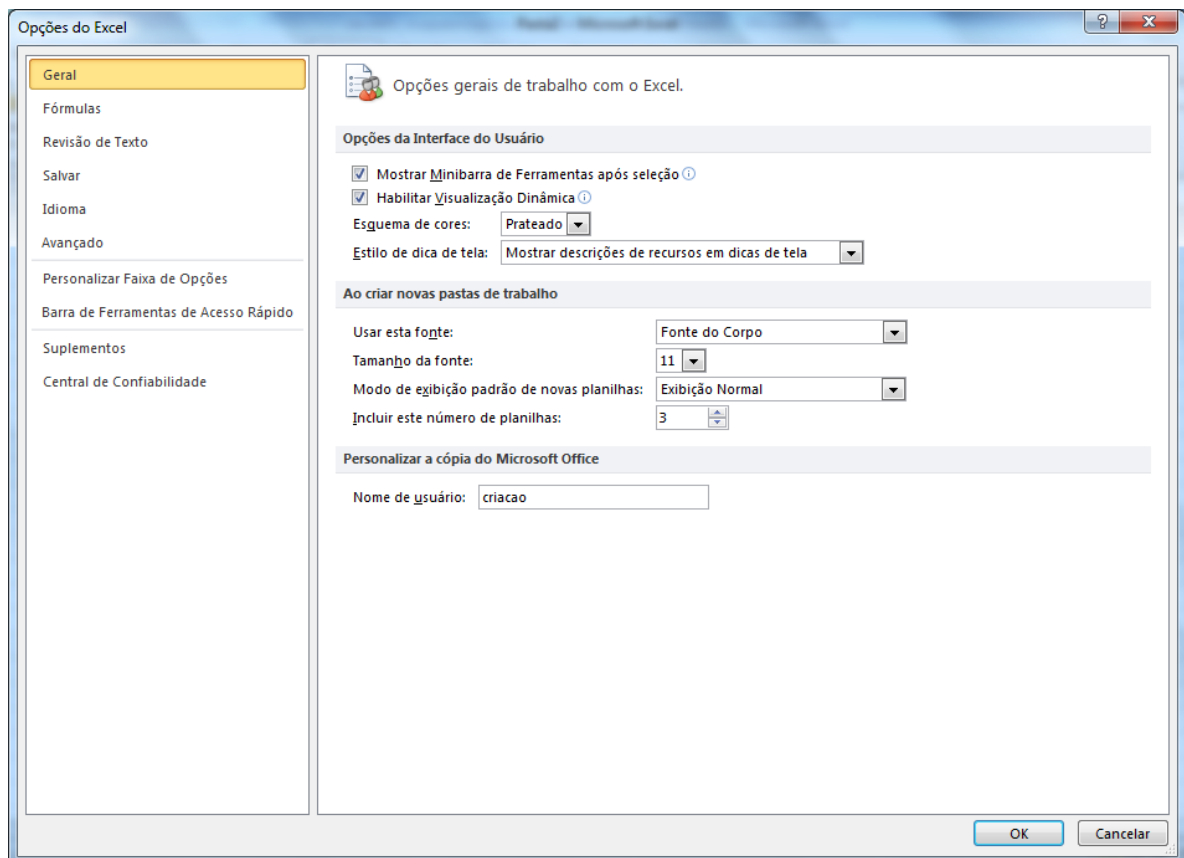 Opções do Excel
Geral
Fórmulas
Revisão de Texto
Salvar
Idioma
Avançado
Personalizar Faixa de Opções
Barra de Ferramentas de Acesso Rápido
Suplementos
Central de Confiabilidade
Opções gerais de trabalho com o Excel.
Opções da Interface do Usuário
Mostrar Minibarra de Ferramentas após seleção
Habilitar Visualização Dinâmica
Esquema de cores: Prateado
Estilo de dica de tela: Mostrar descrições de recursos em dicas de tela
Ao criar novas pastas de trabalho
Usar esta fonte: Fonte do Corpo
Tamanho da fonte: 11
Modo de exibição padrão de novas planilhas: Exibição Normal
Incluir este número de planilhas: 3
Personalizar a cópia do Microsoft Office
Nome de usuário: criacao
OK Cancelar